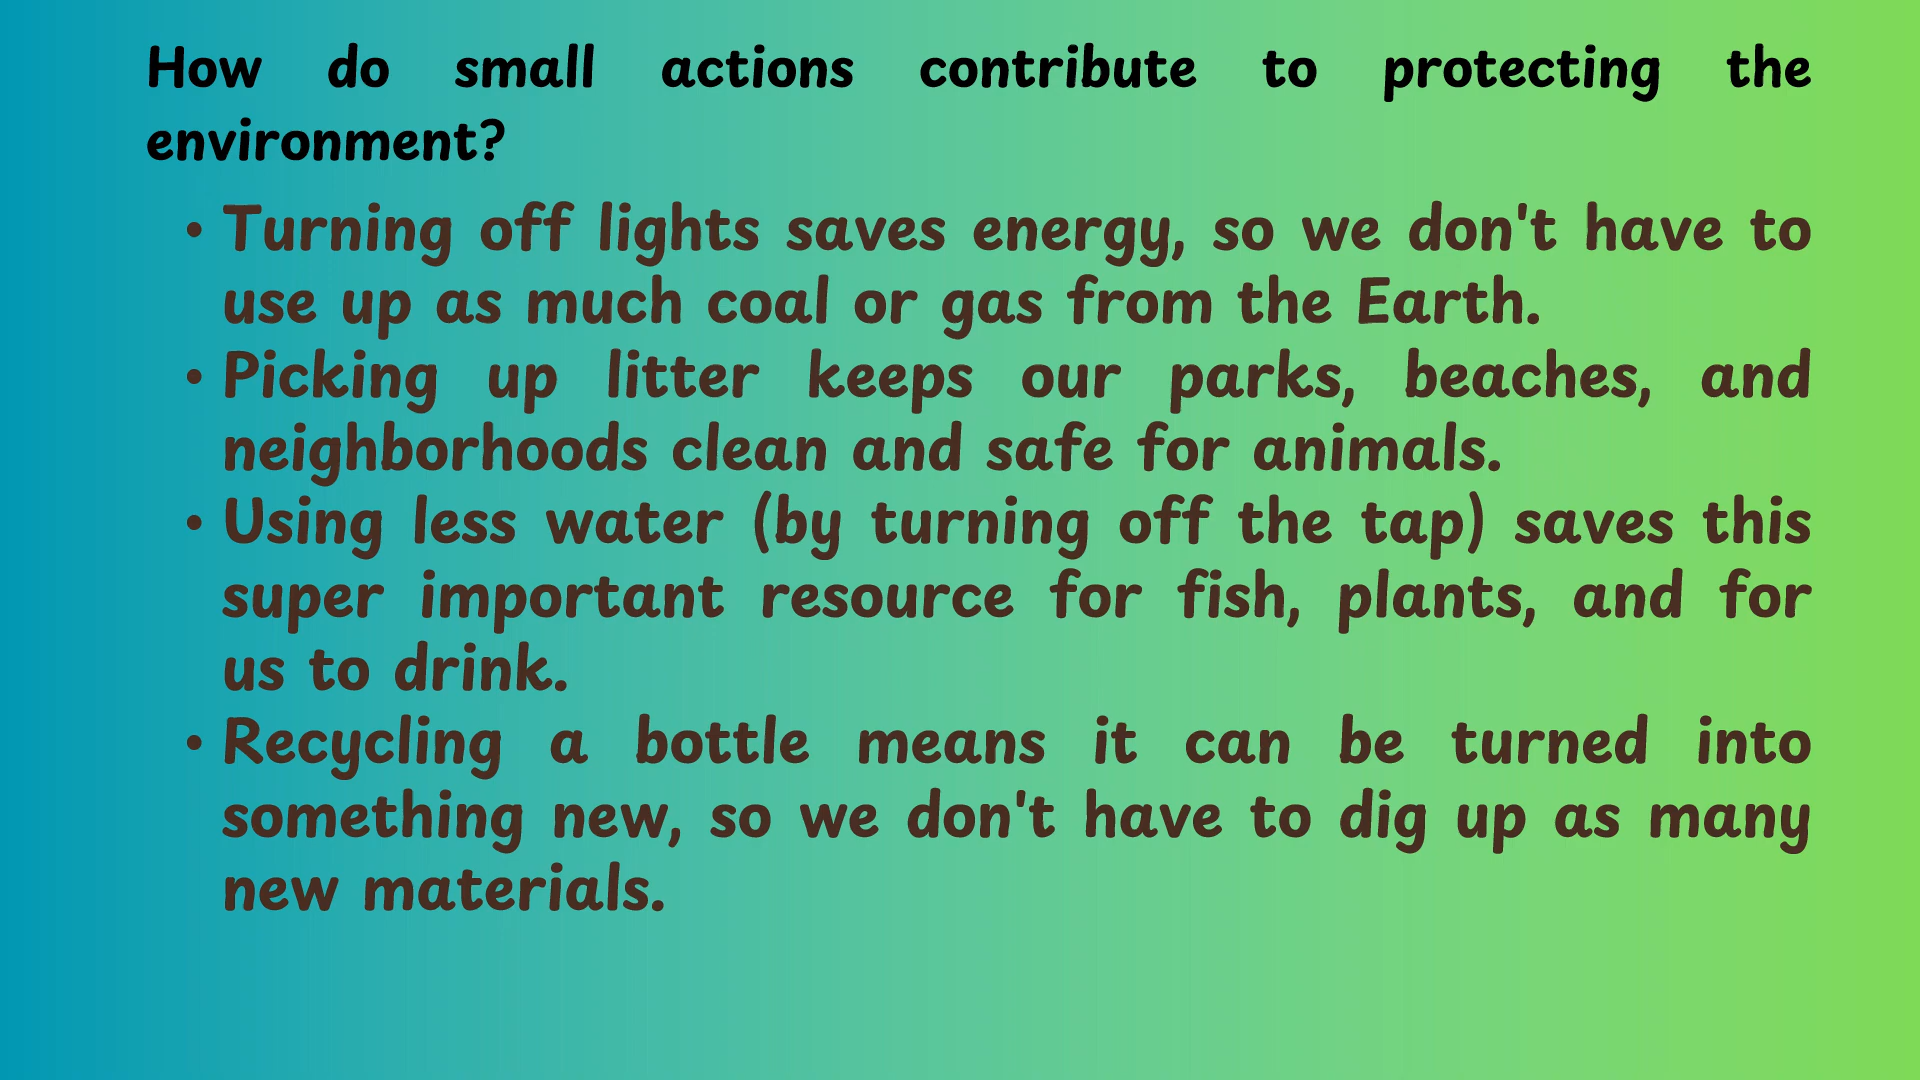 How do small actions contribute to protecting the
environment?
• Turning off lights saves energy, so we don't have to
use up as much coal or gas from the Earth.
• Picking up litter keeps our parks, beaches, and
neighborhoods clean and safe for animals.
• Using less water (by turning off the tap) saves this
super important resource for fish, plants, and for
us to drink.
• Recycling a bottle means it can be turned into
something new, so we don't have to dig up as many
new materials.